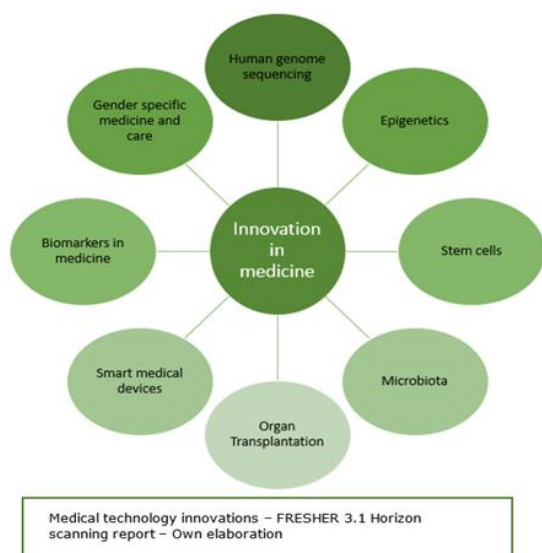 Human genome
sequencing
Gender specific
medicine and
care
Epigenetics
Biomarkers in
medicine
Innovation
in
medicine
Stem cells
Smart medical
devices
Microbiota
Organ
Transplantation
Medical technology innovations – FRESHER 3.1 Horizon
scanning report – Own elaboration